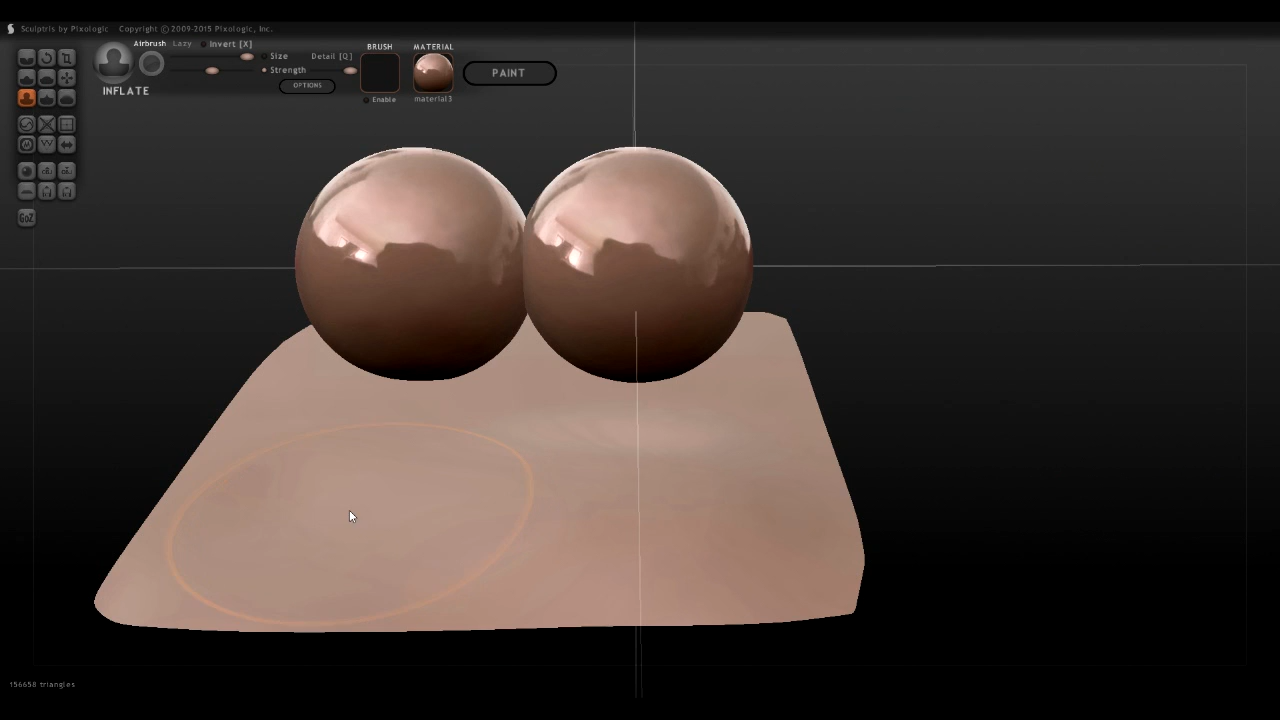 Sculptris by Pixologic Copyright © 2009-2015 Pixologic, Inc.
Airbrush Lazy Invert [X]
Size Detail [Q]
Strength
OPTIONS
INFLATE
BRUSH
Enable
MATERIAL
material3
PAINT
GoZ
156658 triangles